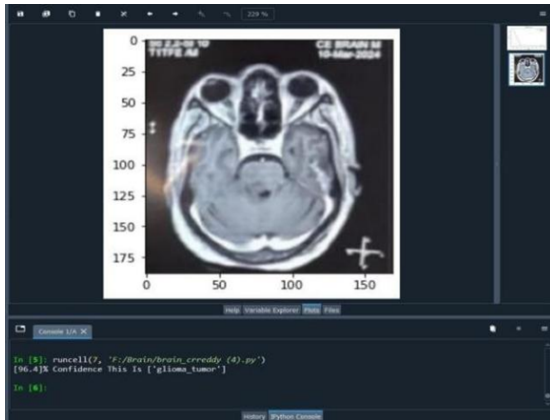 229 %
CE BRAIN M
T1TFE /M
10-Mar-2024
0
25
50
75
100
125
150
175
0
50
100
150
Help Variable Explorer Plots Files
Console 1/A X
In [5]: runcell(7, 'F:/Brain/brain_crreddy (4).py')
[96.4]% Confidence This Is ['glioma_tumor']
In [6]:
History IPython Console